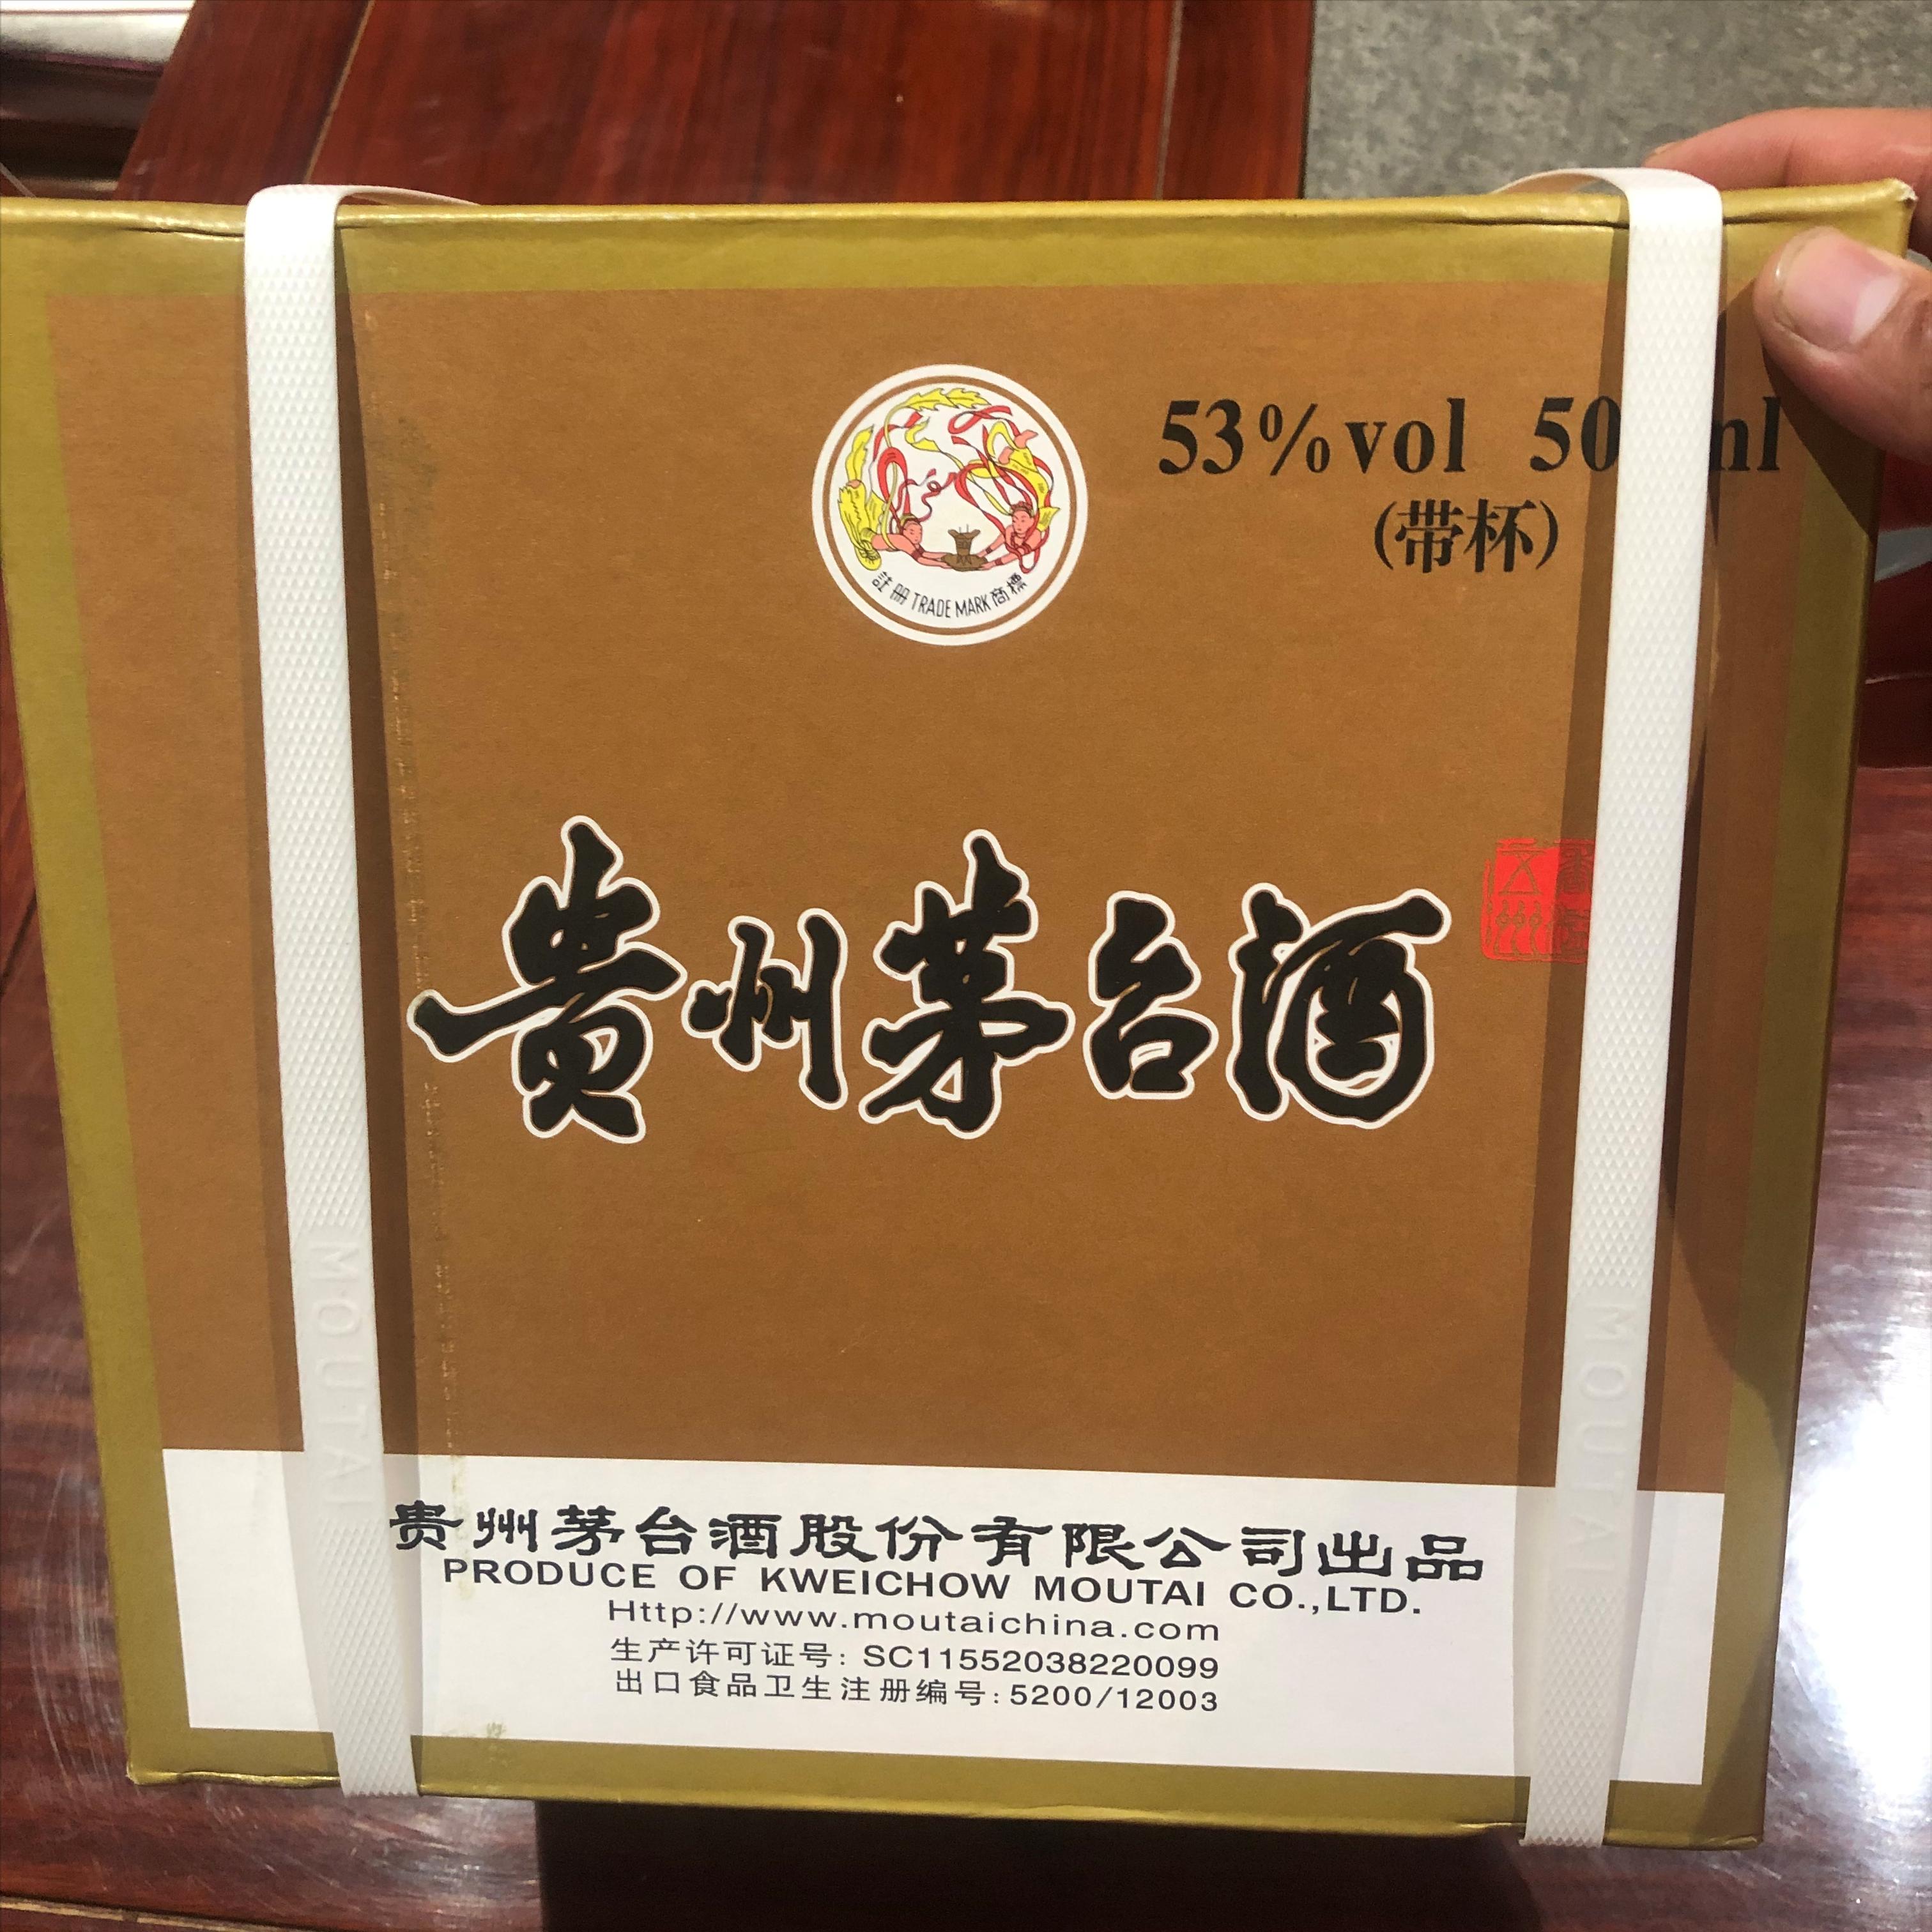 註册 TRADE MARK 商標
53%vol 50 ml
(带杯)
贵州茅台酒
MOUTAI
MOUTAI
贵州茅台酒股份有限公司出品
PRODUCE OF KWEICHOW MOUTAI CO.,LTD.
Http://www.moutaichina.com
生产许可证号: SC11552038220099
出口食品卫生注册编号:5200/12003